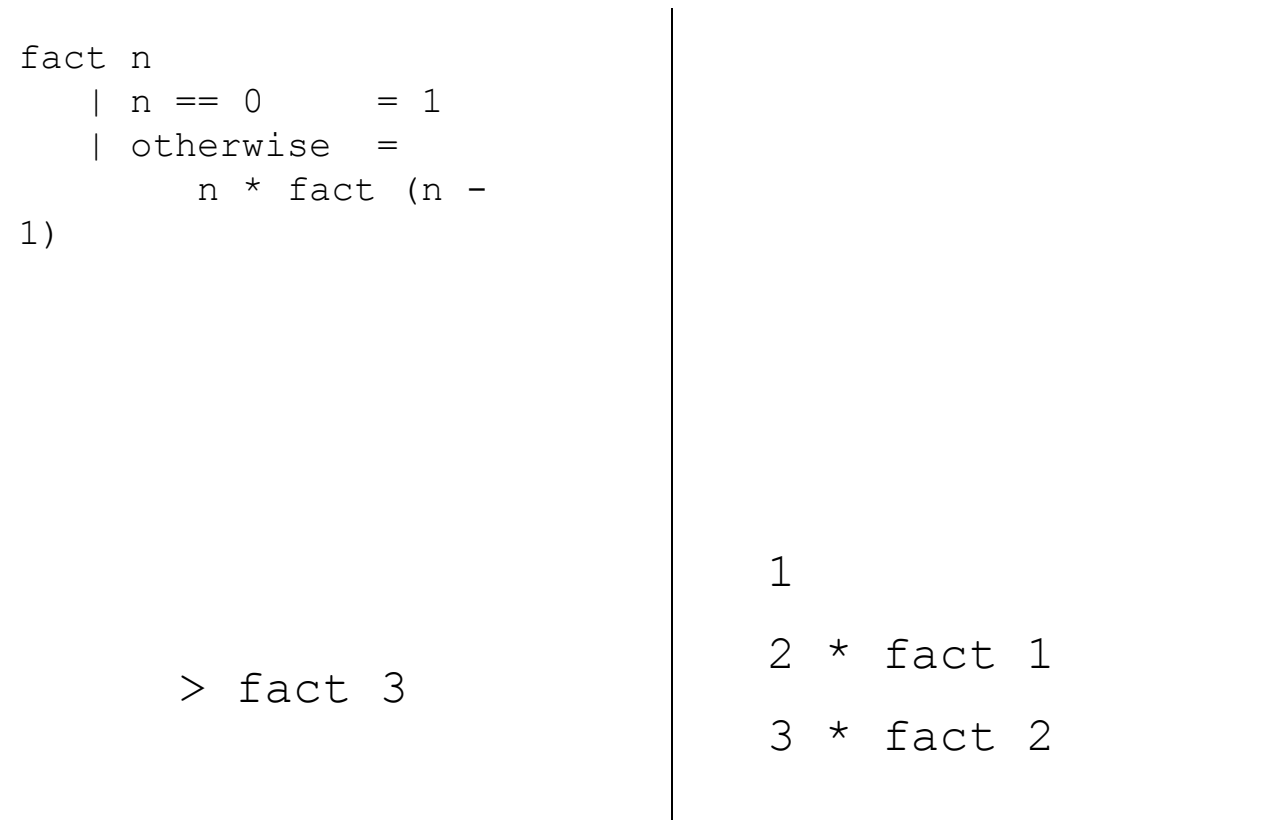 fact n
   | n == 0     = 1
   | otherwise  =
        n * fact (n -
1)
> fact 3
1
2 * fact 1
3 * fact 2